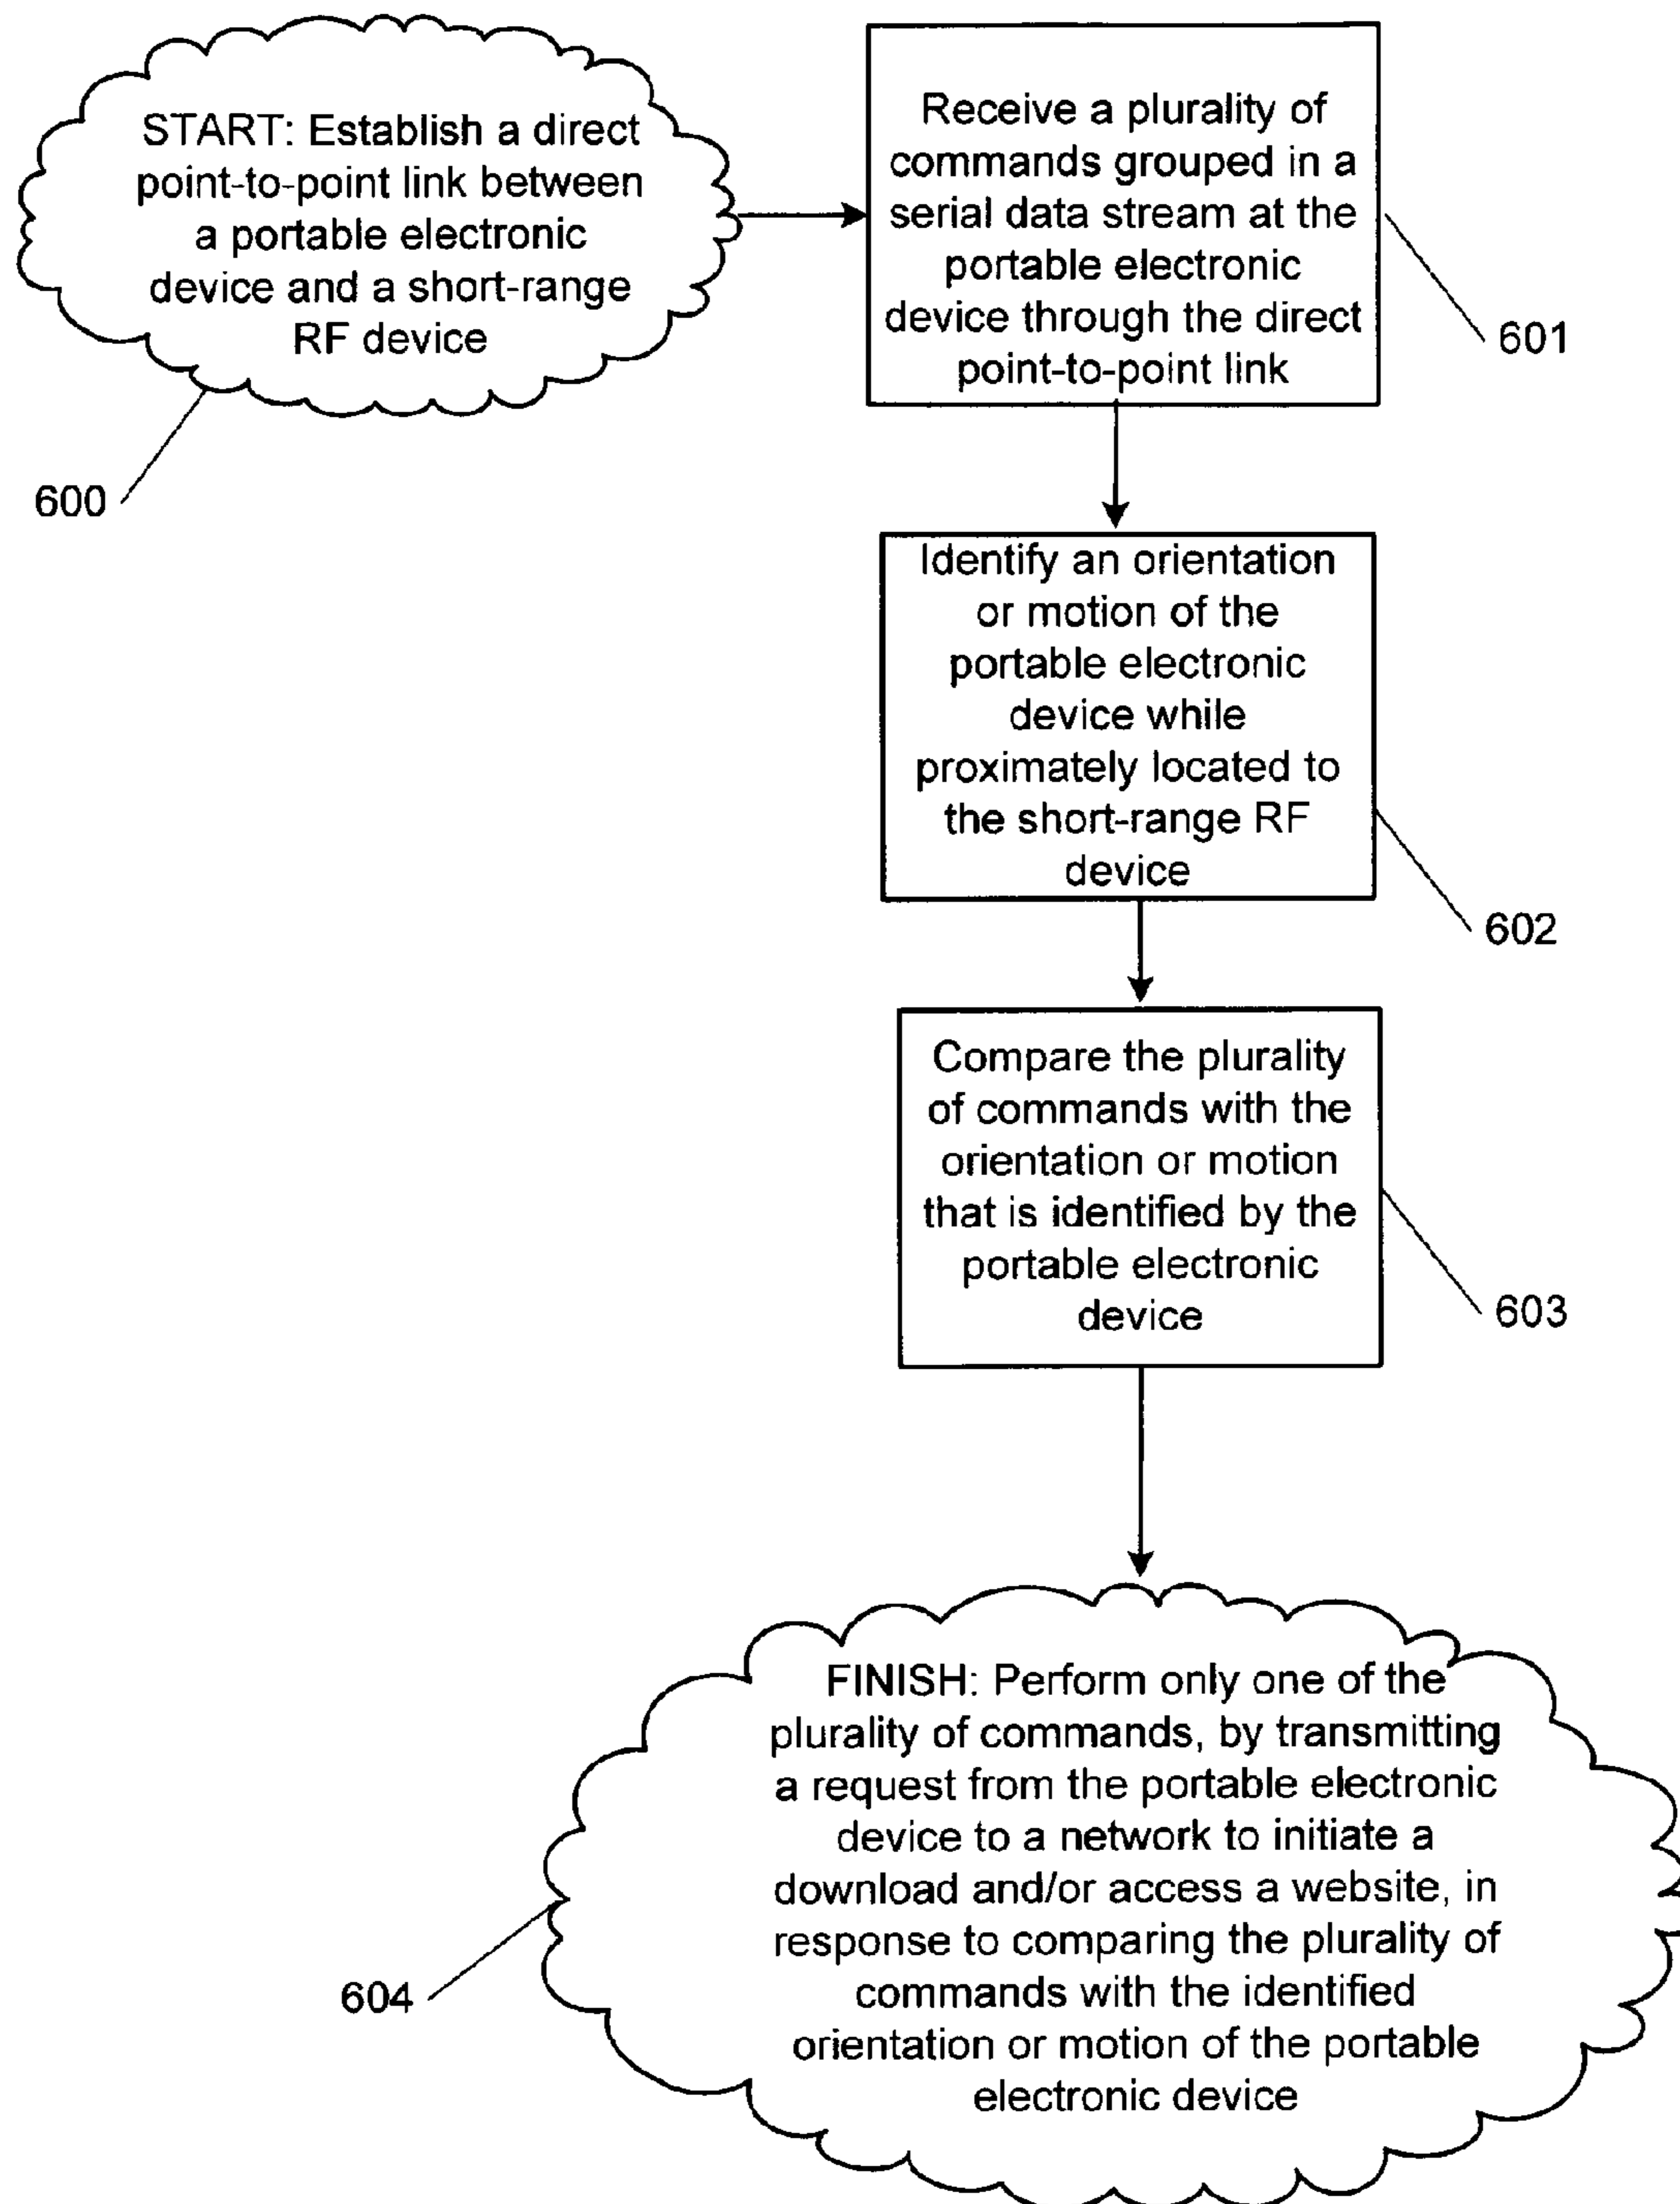 START: Establish a direct
point-to-point link between
a portable electronic
device and a short-range
RF device
600
Receive a plurality of
commands grouped in a
serial data stream at the
portable electronic
device through the direct
point-to-point link
601
Identify an orientation
or motion of the
portable electronic
device while
proximately located to
the short-range RF
device
602
Compare the plurality
of commands with the
orientation or motion
that is identified by the
portable electronic
device
603
FINISH: Perform only one of the
plurality of commands, by transmitting
a request from the portable electronic
device to a network to initiate a
download and/or access a website, in
response to comparing the plurality of
commands with the identified
orientation or motion of the portable
electronic device
604